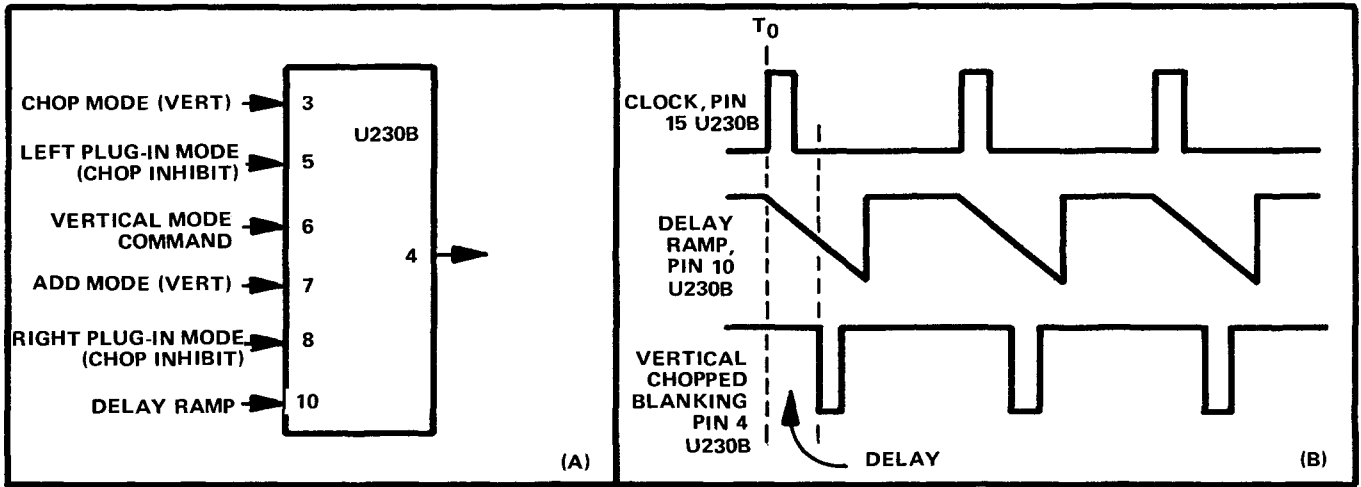 CHOP MODE (VERT)
3
U230B
LEFT PLUG-IN MODE
(CHOP INHIBIT)
5
VERTICAL MODE
COMMAND
6
4
ADD MODE (VERT)
7
RIGHT PLUG-IN MODE
(CHOP INHIBIT)
8
DELAY RAMP
10
(A)
T0
CLOCK, PIN
15 U230B
DELAY
RAMP,
PIN 10
U230B
VERTICAL
CHOPPED
BLANKING
PIN 4
U230B
DELAY
(B)